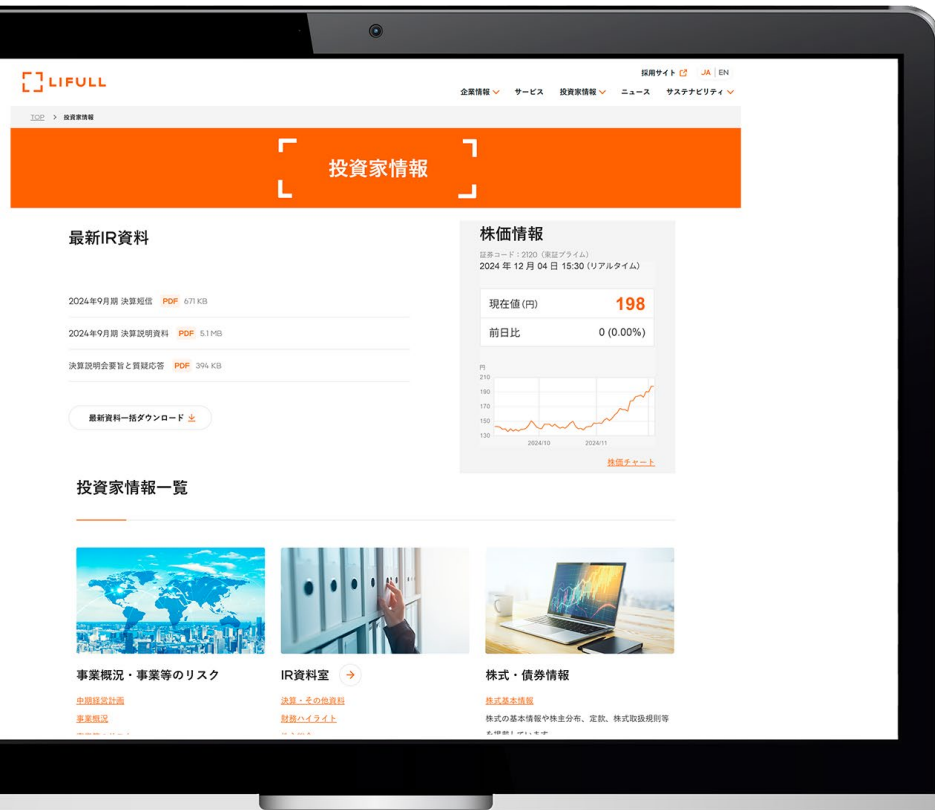 LIFULL
採用サイト JA | EN
企業情報 サービス 投資家情報 ニュース サステナビリティ
TOP > 投資家情報
投資家情報
最新IR資料
2024年9月期 決算短信 PDF 671 KB
2024年9月期 決算説明資料 PDF 5.1 MB
決算説明会要旨と質疑応答 PDF 394 KB
最新資料一括ダウンロード
株価情報
証券コード:2120(東証プライム)
2024 年 12 月 04 日 15:30 (リアルタイム)
現在値(円) 198
前日比 0 (0.00%)
円
210
190
170
150
130
2024/10 2024/11
株価チャート
投資家情報一覧
事業概況・事業等のリスク
中期経営計画
事業概況
IR資料室
決算・その他資料
財務ハイライト
株式・債券情報
株式基本情報
株式の基本情報や株主分布、定款、株式取扱規則等